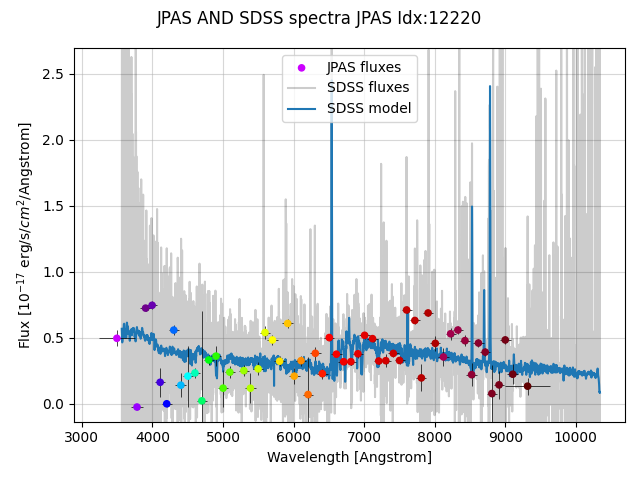 JPAS AND SDSS spectra JPAS Idx:12220
JPAS fluxes
SDSS fluxes
SDSS model
Flux [10^{-17} erg/s/cm^2/Angstrom]
2.5
2.0
1.5
1.0
0.5
0.0
3000 4000 5000 6000 7000 8000 9000 10000
Wavelength [Angstrom]